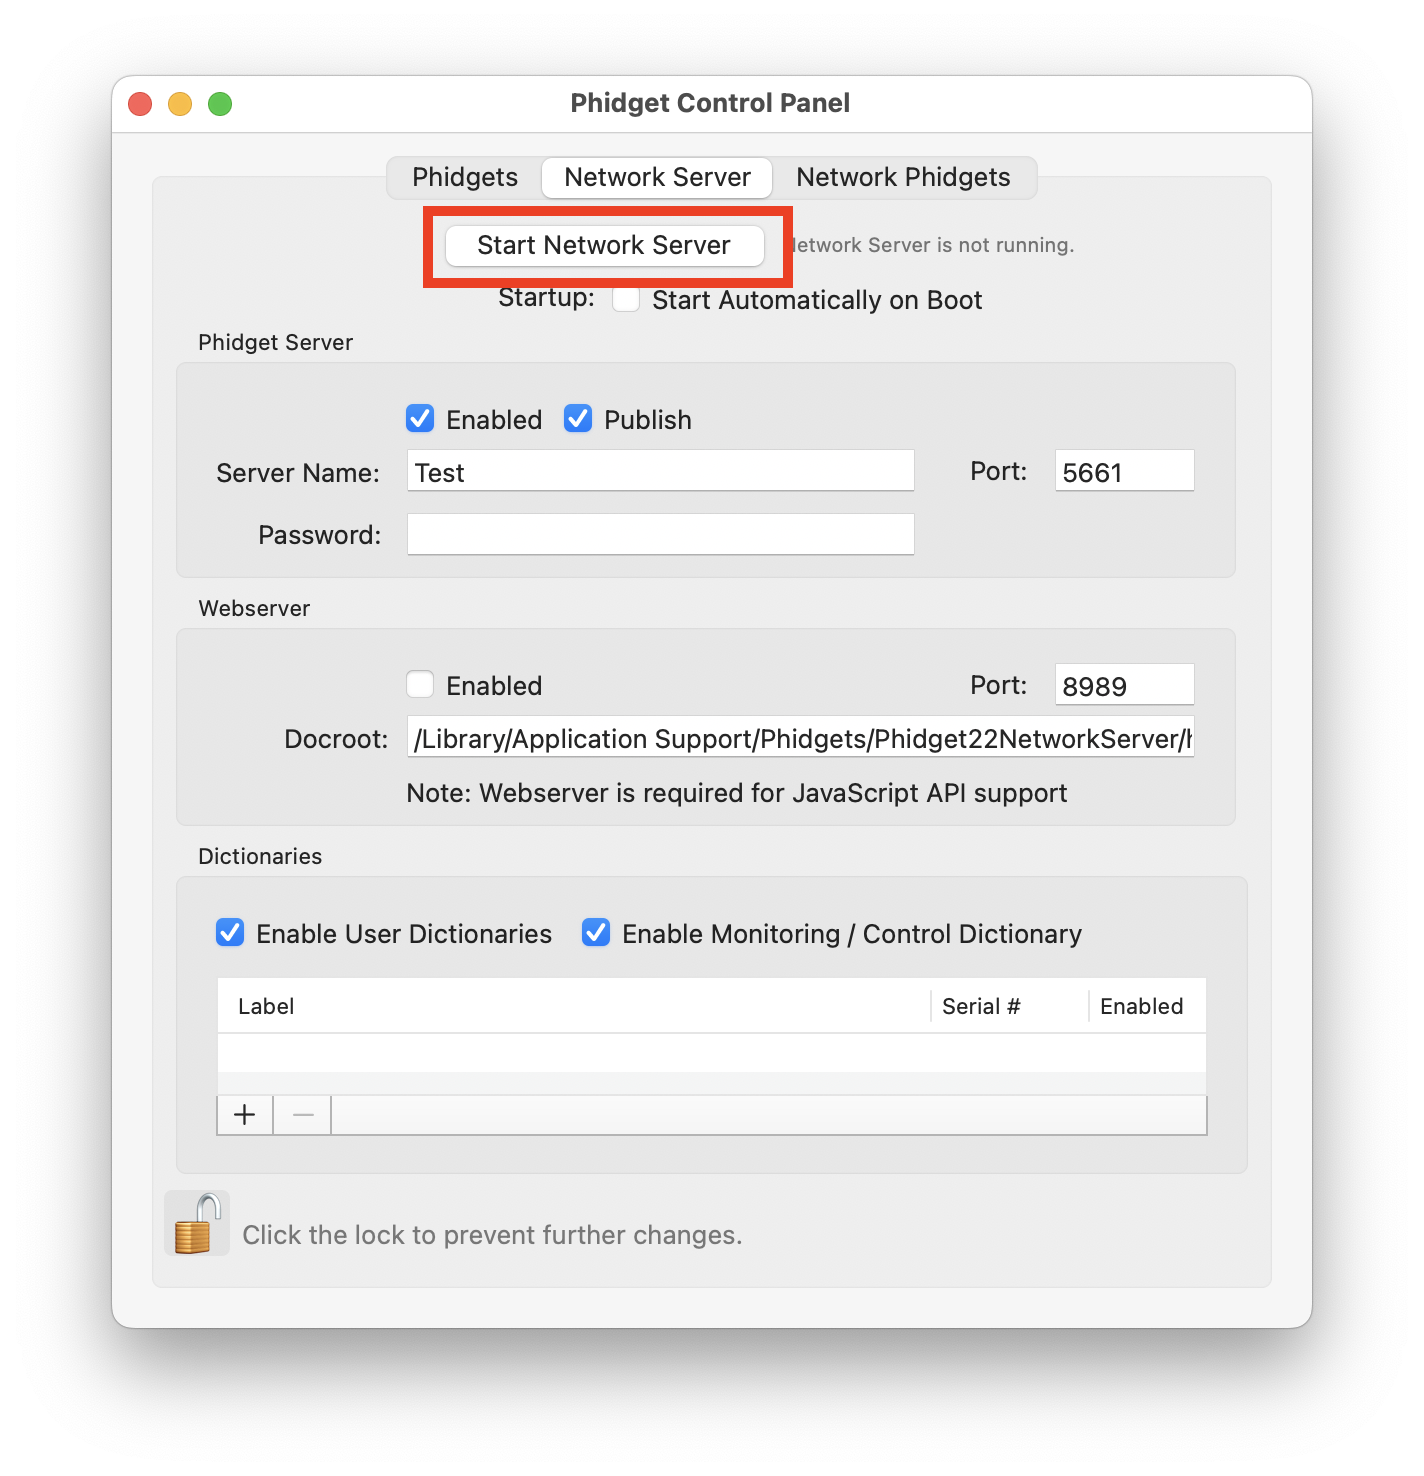 Phidget Control Panel
Phidgets Network Server Network Phidgets
Start Network Server etwork Server is not running.
Startup: Start Automatically on Boot
Phidget Server
Enabled Publish
Server Name: Test Port: 5661
Password:
Webserver
Enabled Port: 8989
Docroot: /Library/Application Support/Phidgets/Phidget22NetworkServer/h
Note: Webserver is required for JavaScript API support
Dictionaries
Enable User Dictionaries Enable Monitoring / Control Dictionary
Label Serial # Enabled
Click the lock to prevent further changes.